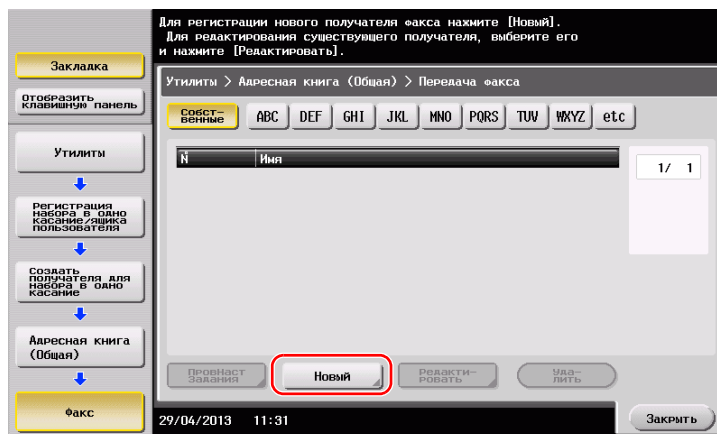 Для регистрации нового получателя факса нажмите [Новый].
Для редактирования существующего получателя, выберите его
и нажмите [Редактировать].
Закладка
Отобразить
клавишную панель
Утилиты
Регистрация
набора в одно
касание/ящика
пользователя
Создать
получателя для
набора в одно
касание
Адресная книга
(Общая)
Факс
Утилиты > Адресная книга (Общая) > Передача факса
Собст-
венные
ABC DEF GHI JKL MNO PQRS TUV WXYZ etc
№ Имя
1/ 1
ПровНаст
Задания
Новый
Редакти-
ровать
Уда-
лить
29/04/2013 11:31
Закрыть